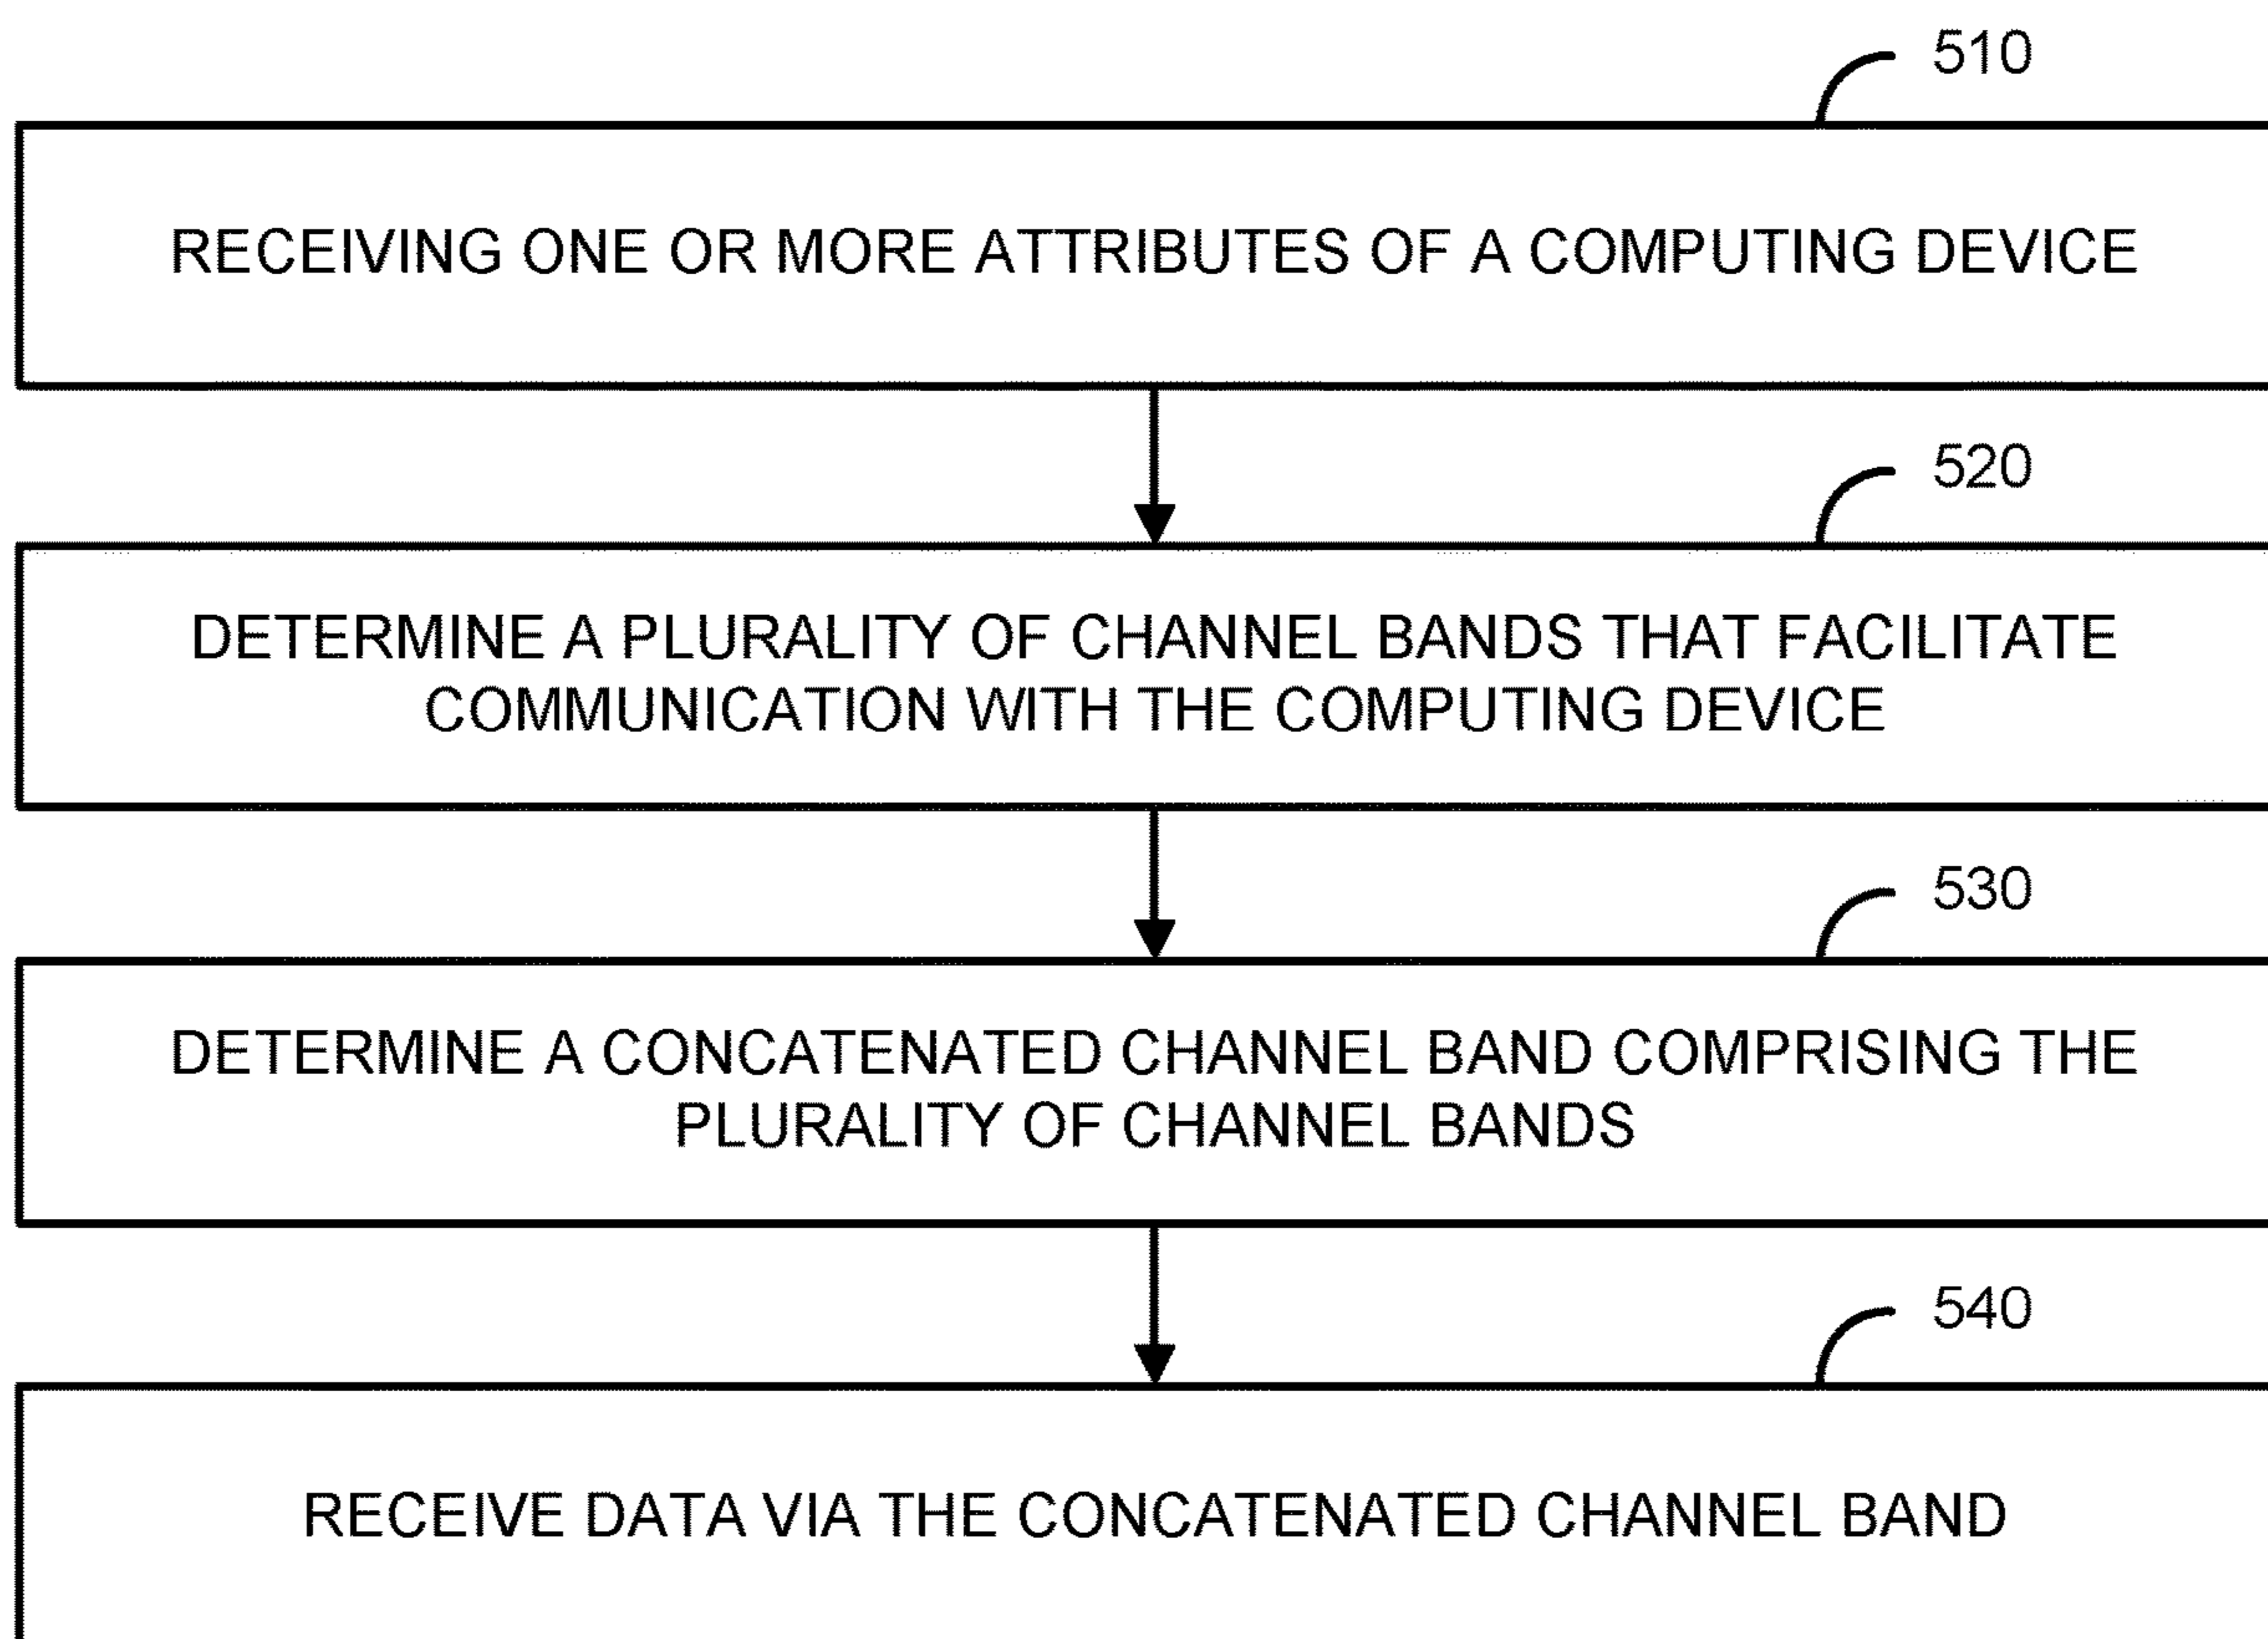 510
RECEIVING ONE OR MORE ATTRIBUTES OF A COMPUTING DEVICE
520
DETERMINE A PLURALITY OF CHANNEL BANDS THAT FACILITATE
COMMUNICATION WITH THE COMPUTING DEVICE
530
DETERMINE A CONCATENATED CHANNEL BAND COMPRISING THE
PLURALITY OF CHANNEL BANDS
540
RECEIVE DATA VIA THE CONCATENATED CHANNEL BAND